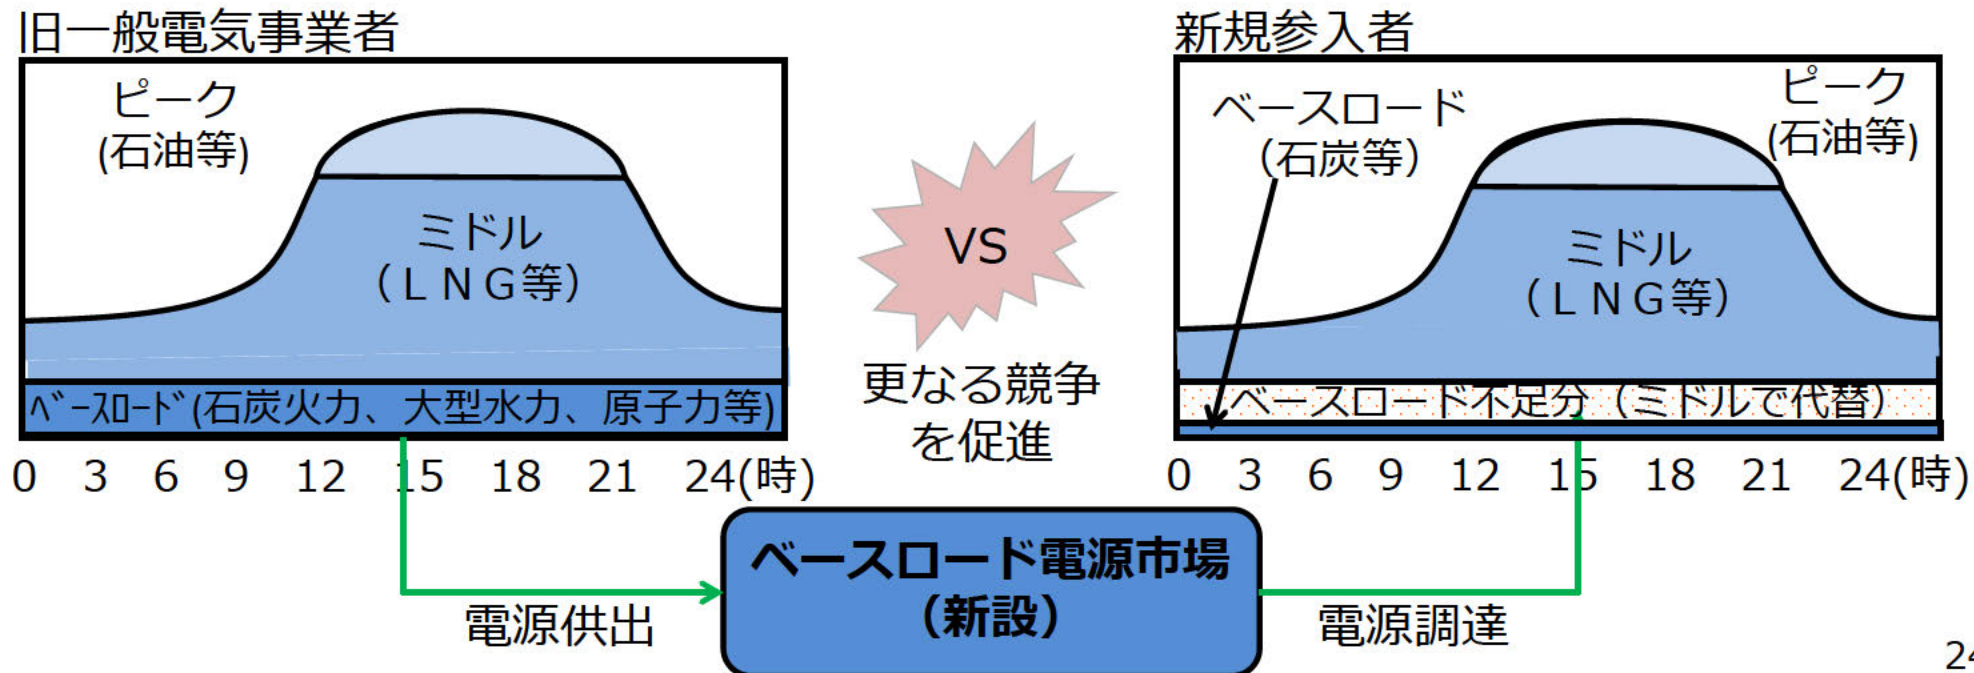 旧一般電気事業者
ピーク
(石油等)
ミドル
（ＬＮＧ等）
ﾍﾞｰｽﾛｰﾄﾞ(石炭火力、大型水力、原子力等)
0 3 6 9 12 15 18 21 24(時)
VS
更なる競争
を促進
新規参入者
ベースロード
（石炭等）
ピーク
(石油等)
ミドル
（ＬＮＧ等）
ベースロード不足分（ミドルで代替）
0 3 6 9 12 15 18 21 24(時)
ベースロード電源市場
（新設）
電源供出
電源調達
24